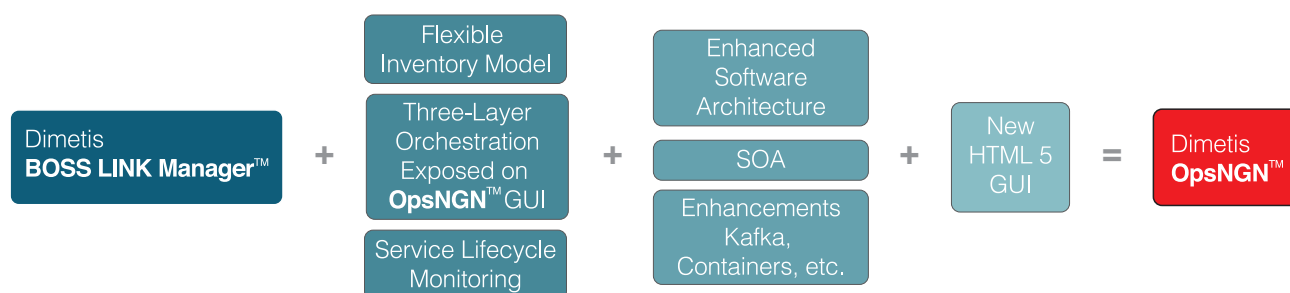 Dimetis
BOSS LINK Manager™
+
Flexible
Inventory Model
Three-Layer
Orchestration
Exposed on
OpsNGN™ GUI
Service Lifecycle
Monitoring
+
Enhanced
Software
Architecture
SOA
Enhancements
Kafka,
Containers, etc.
+
New
HTML 5
GUI
=
Dimetis
OpsNGN™